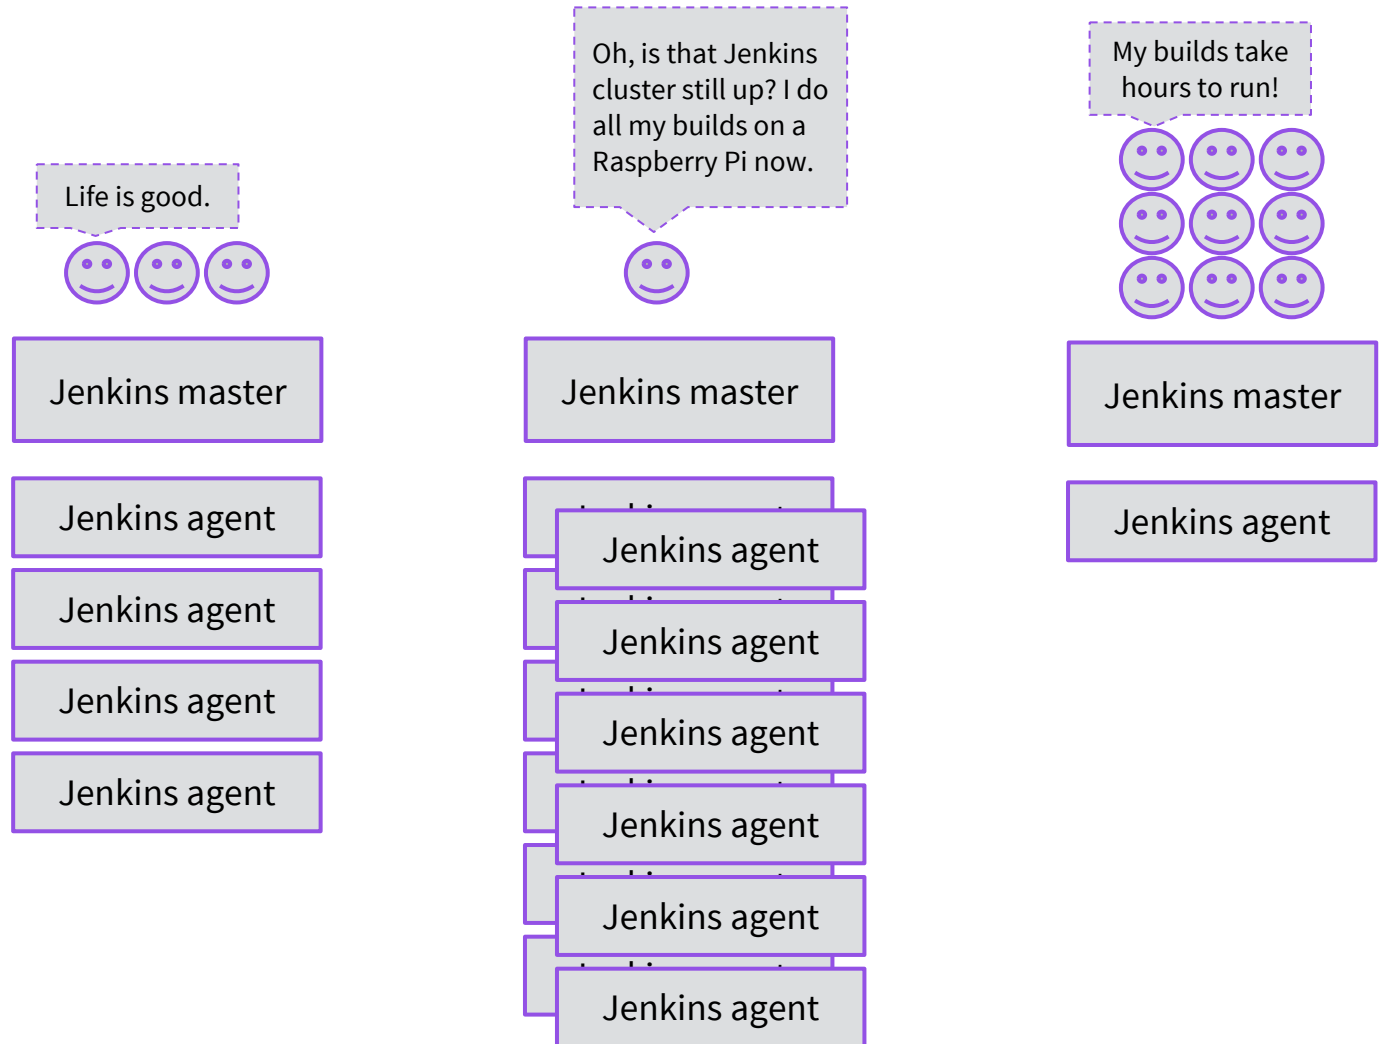 Life is good.
Jenkins master
Jenkins agent
Jenkins agent
Jenkins agent
Jenkins agent
Oh, is that Jenkins
cluster still up? I do
all my builds on a
Raspberry Pi now.
Jenkins master
Jenkins agent
Jenkins agent
Jenkins agent
Jenkins agent
Jenkins agent
Jenkins agent
My builds take
hours to run!
Jenkins master
Jenkins agent